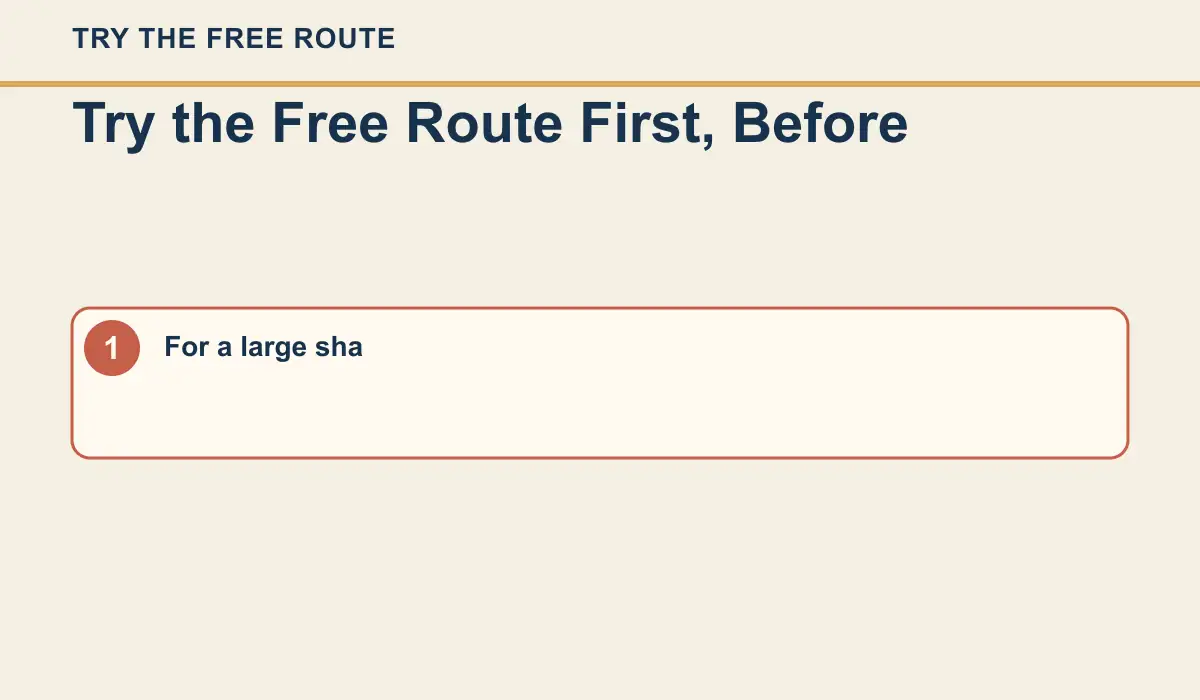 TRY THE FREE ROUTE
Try the Free Route First, Before
1 For a large sha